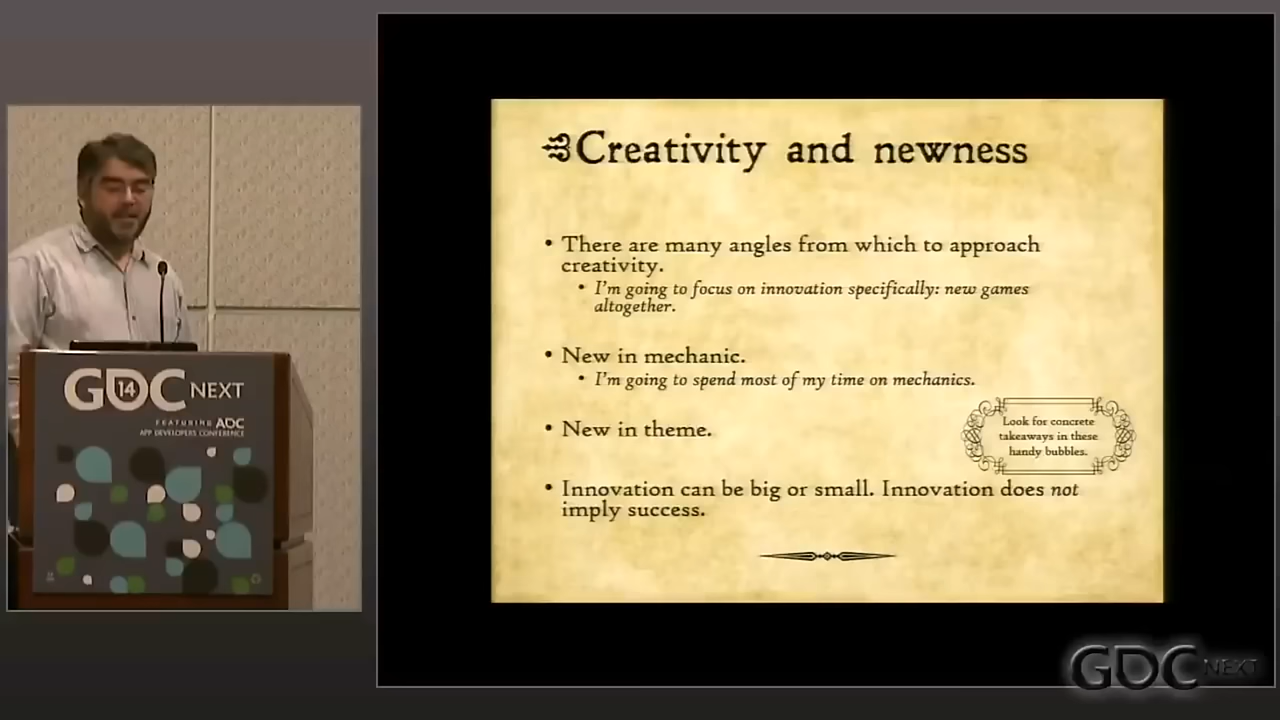 GDC 14 NEXT
FEATURING ADC
APP DEVELOPERS CONFERENCE
Creativity and newness
• There are many angles from which to approach
creativity.
• I'm going to focus on innovation specifically: new games
altogether.
• New in mechanic.
• I'm going to spend most of my time on mechanics.
• New in theme.
Look for concrete
takeaways in these
handy bubbles.
• Innovation can be big or small. Innovation does not
imply success.
GDC NEXT